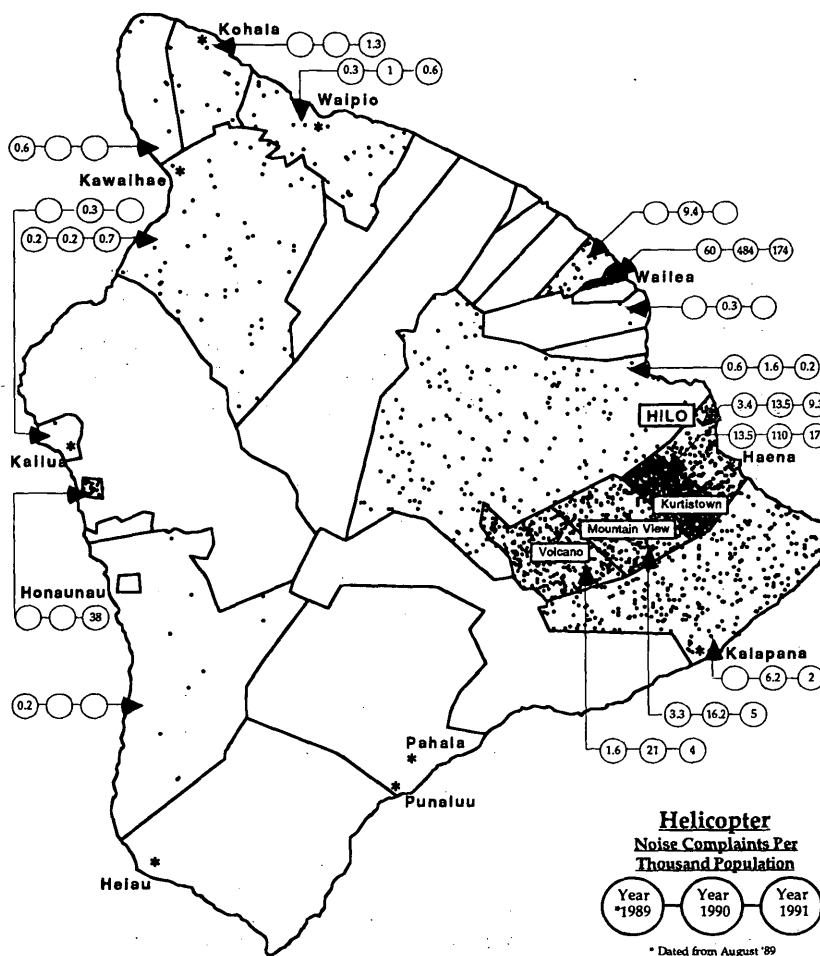 Kohala
1.3
0.3 1 0.6
Waipio
0.6
Kawaihae
0.3
0.2 0.2 0.7
9.4
60 484 174
Wailea
0.3
0.6 1.6 0.2
HILO
3.4 13.5 9.3
13.5 110 17
Haena
Kailua
Kurtistown
Mountain View
Volcano
Honaunau
38
Kalapana
6.2 2
0.2
3.3 16.2 5
1.6 21 4
Pahala
Punaluu
Heiau
Helicopter
Noise Complaints Per
Thousand Population
Year Year Year
*1989 1990 1991
* Dated from August '89